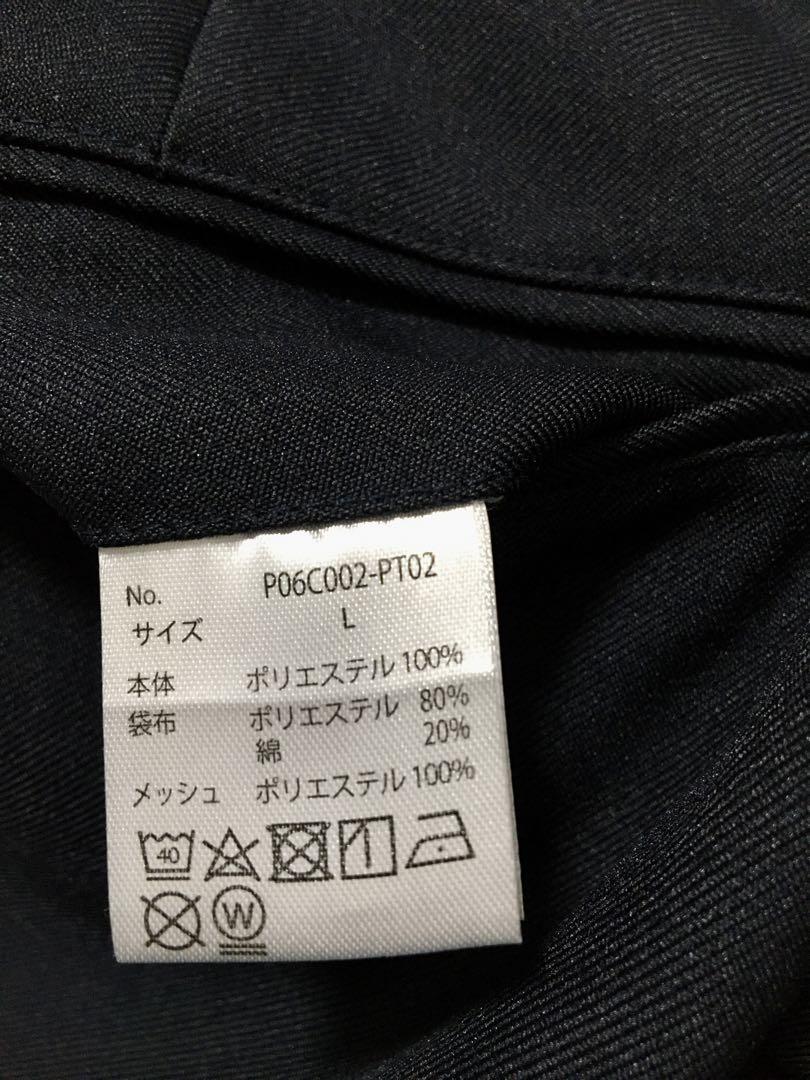 No. P06C002-PT02
サイズ L
本体 ポリエステル 100%
袋布 ポリエステル 80%
綿 20%
メッシュ ポリエステル 100%
40
W